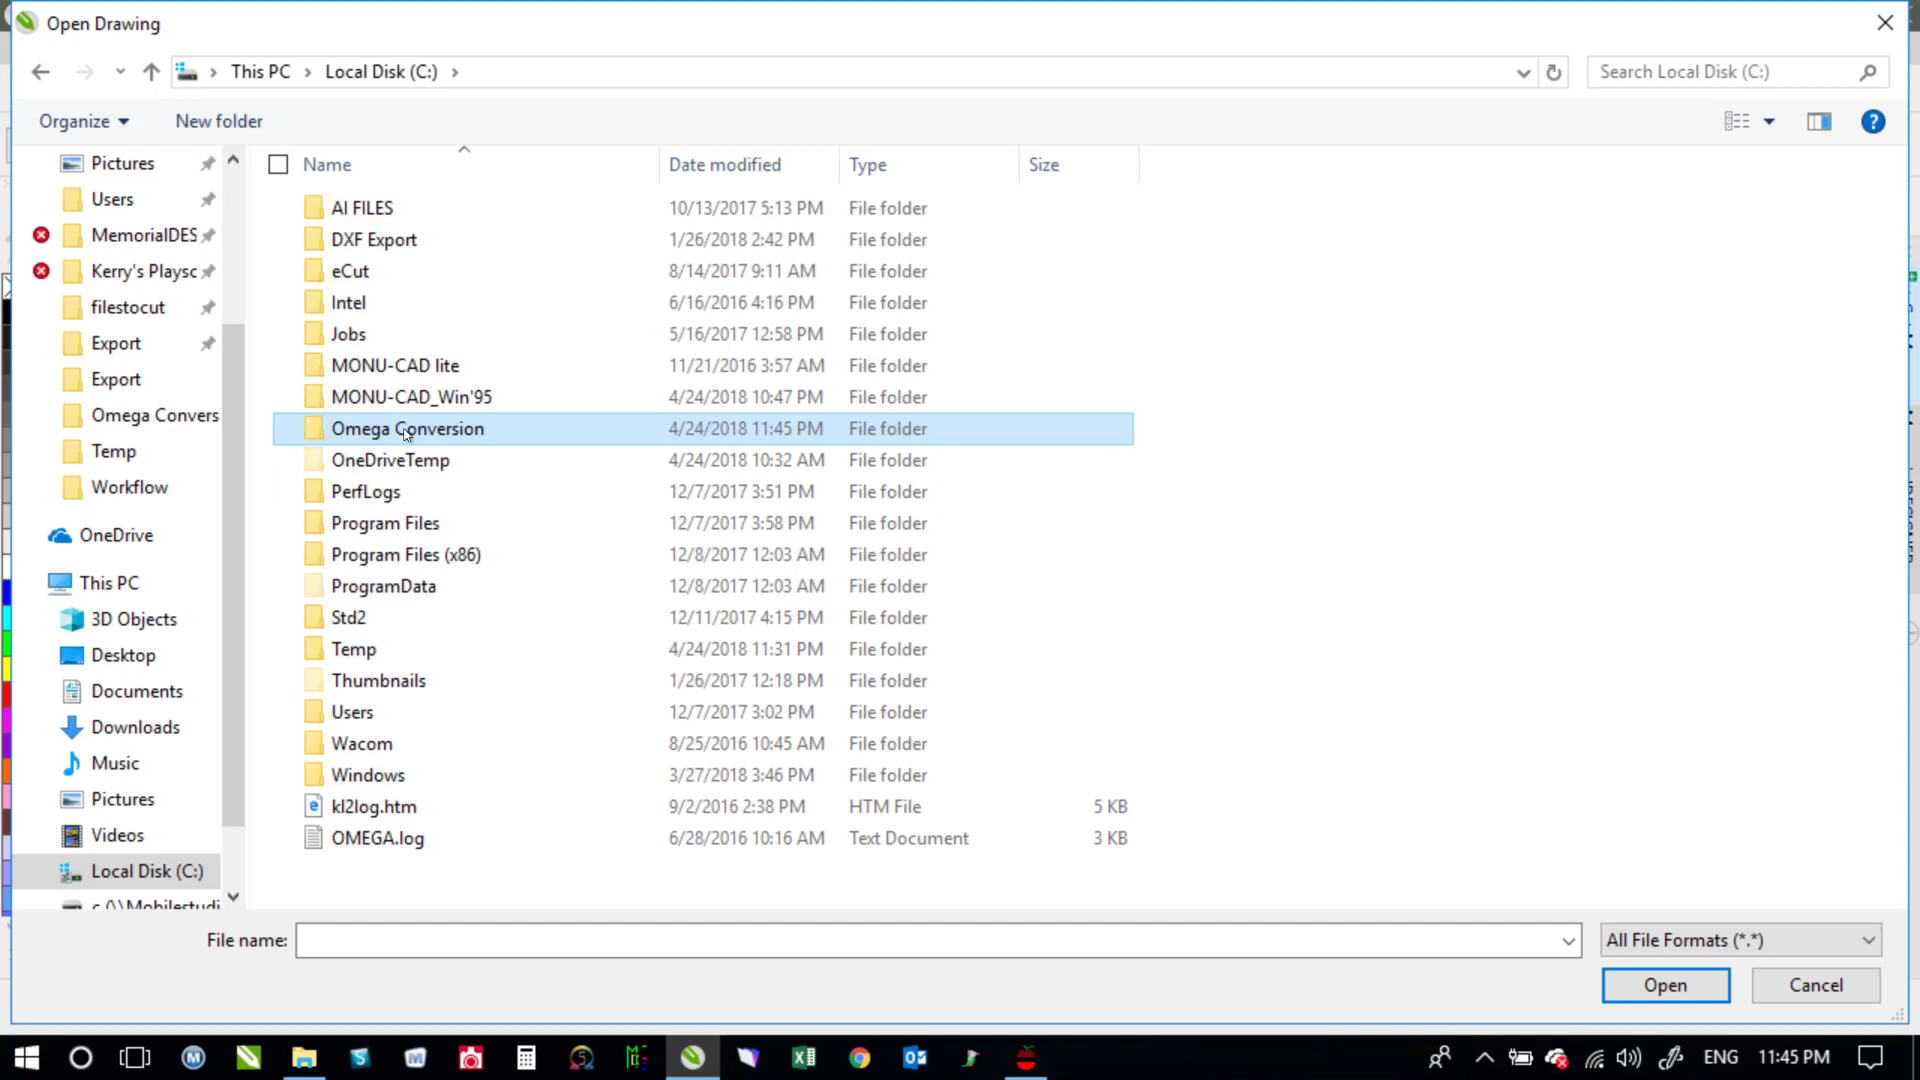 Open Drawing
This PC > Local Disk (C:) >
Search Local Disk (C:)
Organize
New folder
Pictures
Users
MemorialDES
Kerry's Playsc
filestocut
Export
Export
Omega Convers
Temp
Workflow
OneDrive
This PC
3D Objects
Desktop
Documents
Downloads
Music
Pictures
Videos
Local Disk (C:)
Name Date modified Type Size
AI FILES 10/13/2017 5:13 PM File folder
DXF Export 1/26/2018 2:42 PM File folder
eCut 8/14/2017 9:11 AM File folder
Intel 6/16/2016 4:16 PM File folder
Jobs 5/16/2017 12:58 PM File folder
MONU-CAD lite 11/21/2016 3:57 AM File folder
MONU-CAD_Win'95 4/24/2018 10:47 PM File folder
Omega Conversion 4/24/2018 11:45 PM File folder
OneDriveTemp 4/24/2018 10:32 AM File folder
PerfLogs 12/7/2017 3:51 PM File folder
Program Files 12/7/2017 3:58 PM File folder
Program Files (x86) 12/8/2017 12:03 AM File folder
ProgramData 12/8/2017 12:03 AM File folder
Std2 12/11/2017 4:15 PM File folder
Temp 4/24/2018 11:31 PM File folder
Thumbnails 1/26/2017 12:18 PM File folder
Users 12/7/2017 3:02 PM File folder
Wacom 8/25/2016 10:45 AM File folder
Windows 3/27/2018 3:46 PM File folder
kl2log.htm 9/2/2016 2:38 PM HTM File 5 KB
OMEGA.log 6/28/2016 10:16 AM Text Document 3 KB
File name:
All File Formats (*.*)
Open
Cancel
ENG 11:45 PM